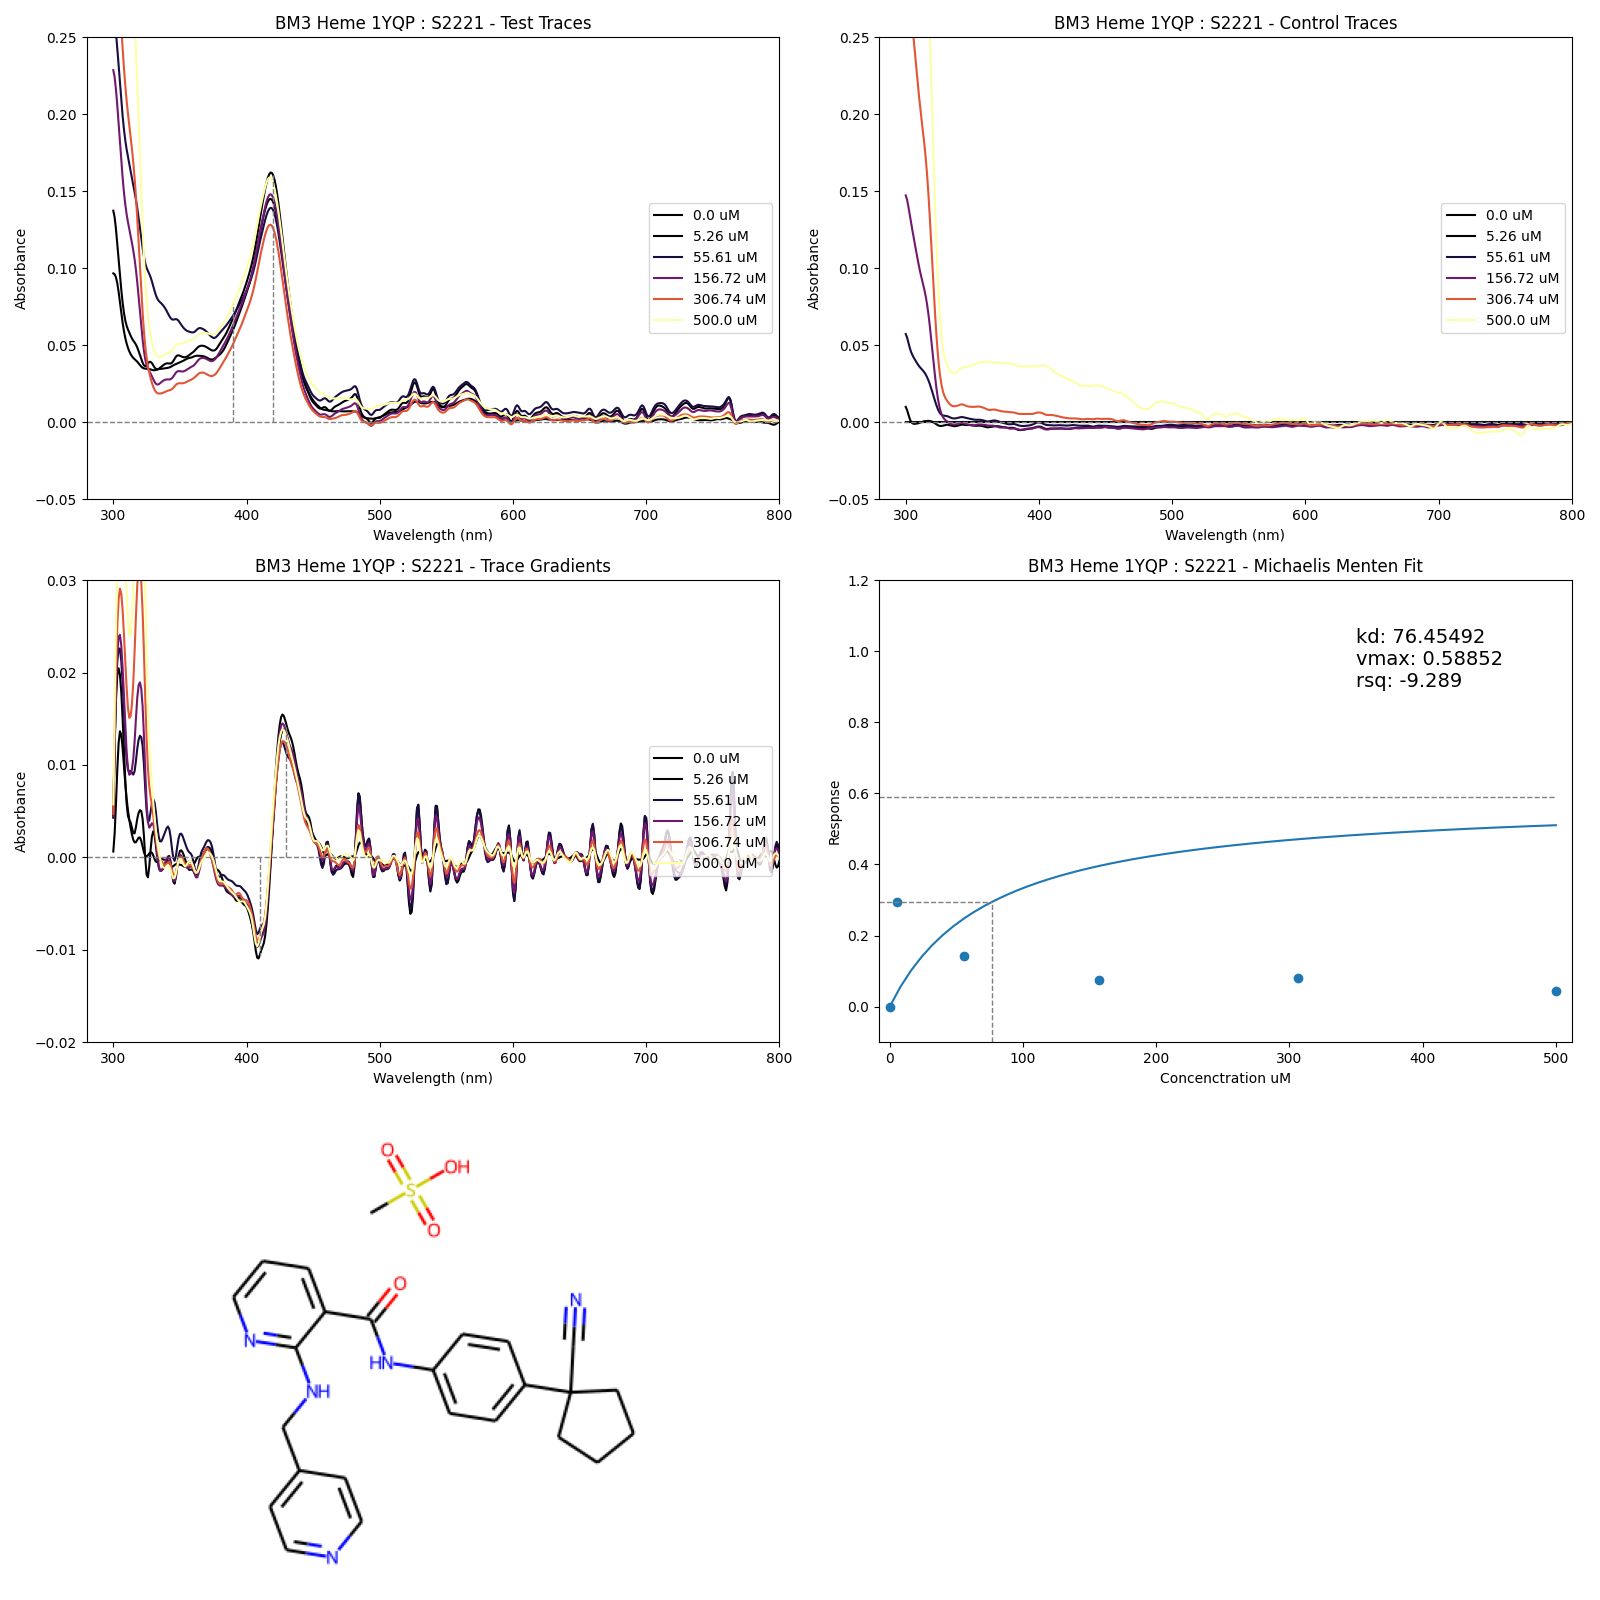 BM3 Heme 1YQP : S2221 - Test Traces
Absorbance
0.25
0.20
0.15
0.10
0.05
0.00
−0.05
300 400 500 600 700 800
Wavelength (nm)
0.0 uM
5.26 uM
55.61 uM
156.72 uM
306.74 uM
500.0 uM
BM3 Heme 1YQP : S2221 - Control Traces
Absorbance
0.25
0.20
0.15
0.10
0.05
0.00
−0.05
300 400 500 600 700 800
Wavelength (nm)
0.0 uM
5.26 uM
55.61 uM
156.72 uM
306.74 uM
500.0 uM
BM3 Heme 1YQP : S2221 - Trace Gradients
Absorbance
0.03
0.02
0.01
0.00
−0.01
−0.02
300 400 500 600 700 800
Wavelength (nm)
0.0 uM
5.26 uM
55.61 uM
156.72 uM
306.74 uM
500.0 uM
BM3 Heme 1YQP : S2221 - Michaelis Menten Fit
Response
1.2
1.0
0.8
0.6
0.4
0.2
0.0
0 100 200 300 400 500
Concenctration uM
kd: 76.45492
vmax: 0.58852
rsq: -9.289
O
OH
S
O
O
N
N
HN
NH
N